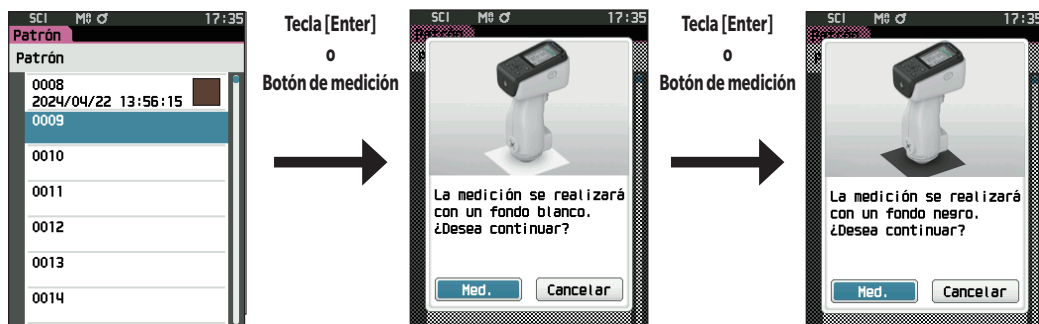 SCI M 17:35
Patrón
Patrón
0008
2024/04/22 13:56:15
0009
0010
0011
0012
0013
0014
Tecla [Enter]
o
Botón de medición
SCI M 17:35
Patrón
La medición se realizará
con un fondo blanco.
¿Desea continuar?
Med. Cancelar
Tecla [Enter]
o
Botón de medición
SCI M 17:35
Patrón
La medición se realizará
con un fondo negro.
¿Desea continuar?
Med. Cancelar